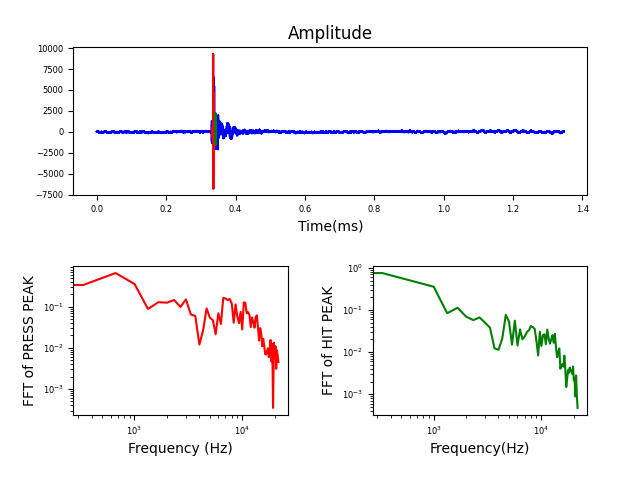 Amplitude
10000
7500
5000
2500
0
−2500
−5000
−7500
0.0 0.2 0.4 0.6 0.8 1.0 1.2 1.4
Time(ms)
FFT of PRESS PEAK
10⁻¹
10⁻²
10⁻³
10³ 10⁴
Frequency (Hz)
FFT of HIT PEAK
10⁰
10⁻¹
10⁻²
10⁻³
10³ 10⁴
Frequency(Hz)